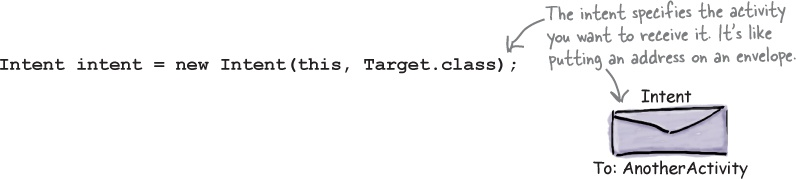 Intent intent = new Intent(this, Target.class);
The intent specifies the activity
you want to receive it. It's like
putting an address on an envelope.
Intent
To: AnotherActivity